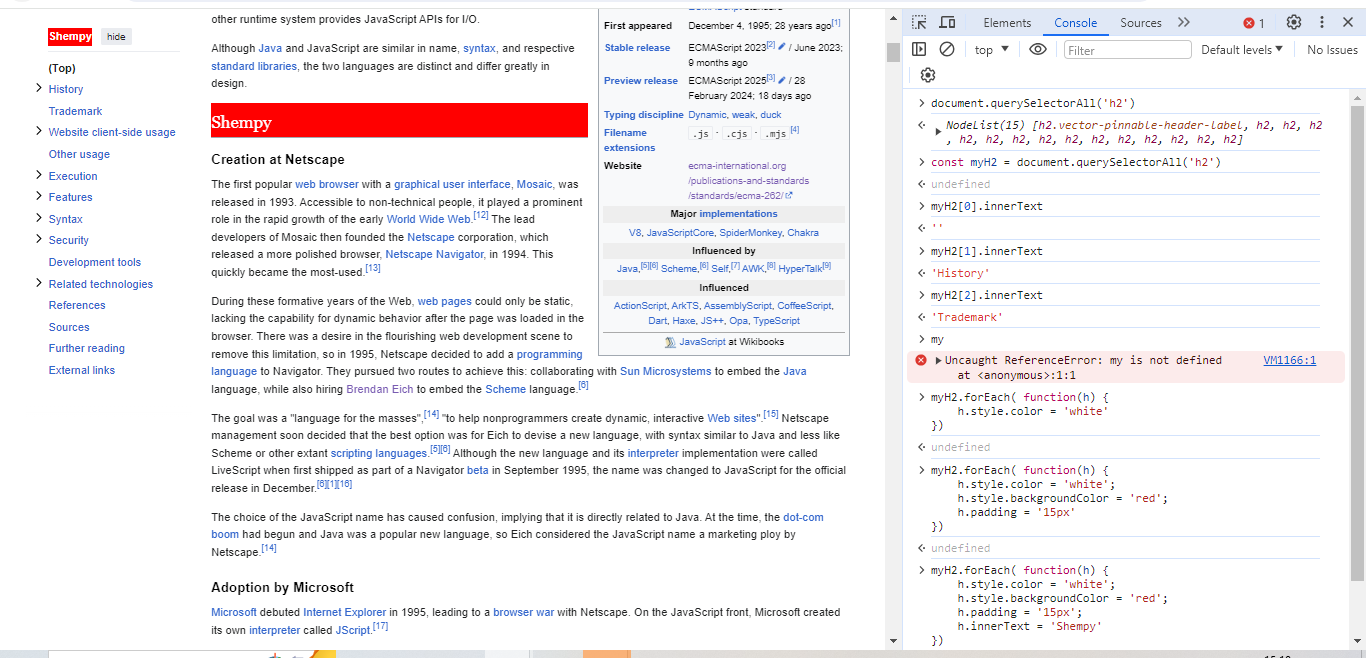 Shempy hide
(Top)
History
Trademark
Website client-side usage
Other usage
Execution
Features
Syntax
Security
Development tools
Related technologies
References
Sources
Further reading
External links
other runtime system provides JavaScript APIs for I/O.
Although Java and JavaScript are similar in name, syntax, and respective
standard libraries, the two languages are distinct and differ greatly in
design.
Shempy
Creation at Netscape
The first popular web browser with a graphical user interface, Mosaic, was
released in 1993. Accessible to non-technical people, it played a prominent
role in the rapid growth of the early World Wide Web.[12] The lead
developers of Mosaic then founded the Netscape corporation, which
released a more polished browser, Netscape Navigator, in 1994. This
quickly became the most-used.[13]
During these formative years of the Web, web pages could only be static,
lacking the capability for dynamic behavior after the page was loaded in the
browser. There was a desire in the flourishing web development scene to
remove this limitation, so in 1995, Netscape decided to add a programming
language to Navigator. They pursued two routes to achieve this: collaborating with Sun Microsystems to embed the Java
language, while also hiring Brendan Eich to embed the Scheme language.[6]
The goal was a "language for the masses",[14] "to help nonprogrammers create dynamic, interactive Web sites".[15] Netscape
management soon decided that the best option was for Eich to devise a new language, with syntax similar to Java and less like
Scheme or other extant scripting languages.[5][6] Although the new language and its interpreter implementation were called
LiveScript when first shipped as part of a Navigator beta in September 1995, the name was changed to JavaScript for the official
release in December.[6][1][16]
The choice of the JavaScript name has caused confusion, implying that it is directly related to Java. At the time, the dot-com
boom had begun and Java was a popular new language, so Eich considered the JavaScript name a marketing ploy by
Netscape.[14]
Adoption by Microsoft
Microsoft debuted Internet Explorer in 1995, leading to a browser war with Netscape. On the JavaScript front, Microsoft created
its own interpreter called JScript.[17]
First appeared December 4, 1995; 28 years ago[1]
Stable release ECMAScript 2023[2] / June 2023;
9 months ago
Preview release ECMAScript 2025[3] / 28
February 2024; 18 days ago
Typing discipline Dynamic, weak, duck
Filename .js · .cjs · .mjs [4]
extensions
Website ecma-international.org
/publications-and-standards
/standards/ecma-262/
Major implementations
V8, JavaScriptCore, SpiderMonkey, Chakra
Influenced by
Java,[5][6] Scheme,[6] Self,[7] AWK,[8] HyperTalk[9]
Influenced
ActionScript, ArkTS, AssemblyScript, CoffeeScript,
Dart, Haxe, JS++, Opa, TypeScript
JavaScript at Wikibooks
Elements Console Sources 1
top Filter Default levels No Issues
document.querySelectorAll('h2')
NodeList(15) [h2.vector-pinnable-header-label, h2, h2, h2
, h2, h2, h2, h2, h2, h2, h2, h2, h2, h2, h2]
const myH2 = document.querySelectorAll('h2')
undefined
myH2[0].innerText
''
myH2[1].innerText
'History'
myH2[2].innerText
'Trademark'
my
Uncaught ReferenceError: my is not defined VM1166:1
at <anonymous>:1:1
myH2.forEach( function(h) {
h.style.color = 'white'
})
undefined
myH2.forEach( function(h) {
h.style.color = 'white';
h.style.backgroundColor = 'red';
h.padding = '15px'
})
undefined
myH2.forEach( function(h) {
h.style.color = 'white';
h.style.backgroundColor = 'red';
h.padding = '15px';
h.innerText = 'Shempy'
})